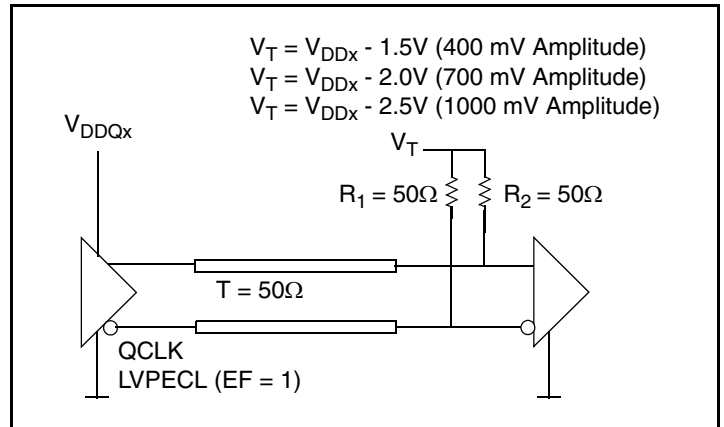 V_T = V_DDx - 1.5V (400 mV Amplitude)
V_T = V_DDx - 2.0V (700 mV Amplitude)
V_T = V_DDx - 2.5V (1000 mV Amplitude)
V_DDQx
V_T
R_1 = 50Ω
R_2 = 50Ω
T = 50Ω
QCLK
LVPECL (EF = 1)